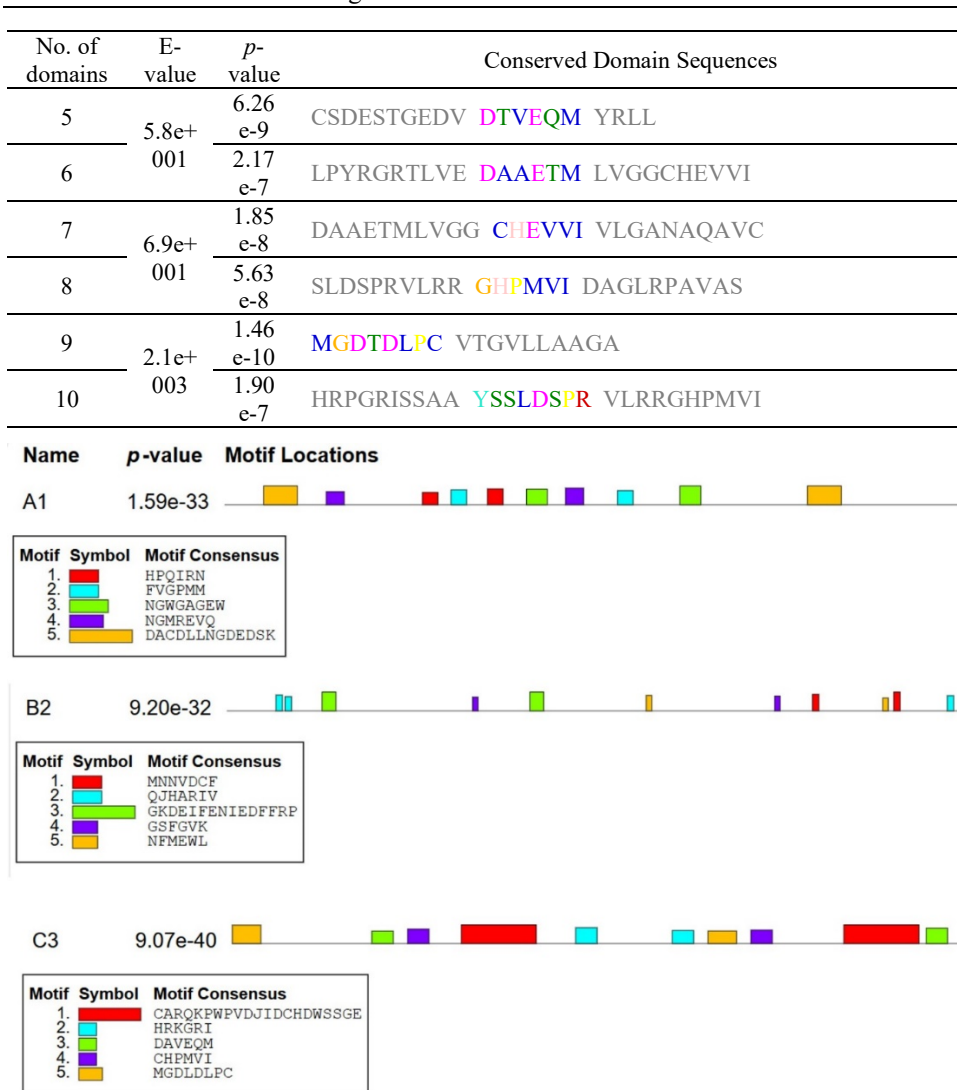 No. of domains E-value p-value Conserved Domain Sequences
5 5.8e+001 6.26e-9 CSDESTGEDV DTVEQM YRLL
6 2.17e-7 LPYRGRTLVE DAAETM LVGGCHEVVI
7 6.9e+001 1.85e-8 DAAETMLVGG CHEVVI VLGANAQAVC
8 5.63e-8 SLDSPRVLRR GHPMVI DAGLRPAVAS
9 2.1e+003 1.46e-10 MGDTDLPC VTGVLLAAGA
10 1.90e-7 HRPGRISSAA YSSLDSPR VLRRGHPMVI
Name p-value Motif Locations
A1 1.59e-33
Motif Symbol Motif Consensus
1. HPQIRN
2. FVGPMM
3. NGWGAGEW
4. NGMREVQ
5. DACDLLNGDEDSK
B2 9.20e-32
Motif Symbol Motif Consensus
1. MNNVDCF
2. QJHARIV
3. GKDEIFENIEDFFRP
4. GSFGVK
5. NFMEWL
C3 9.07e-40
Motif Symbol Motif Consensus
1. CARQKPWPVDJIDCHDWSSGE
2. HRKGRI
3. DAVEQM
4. CHPMVI
5. MGDLDLPC